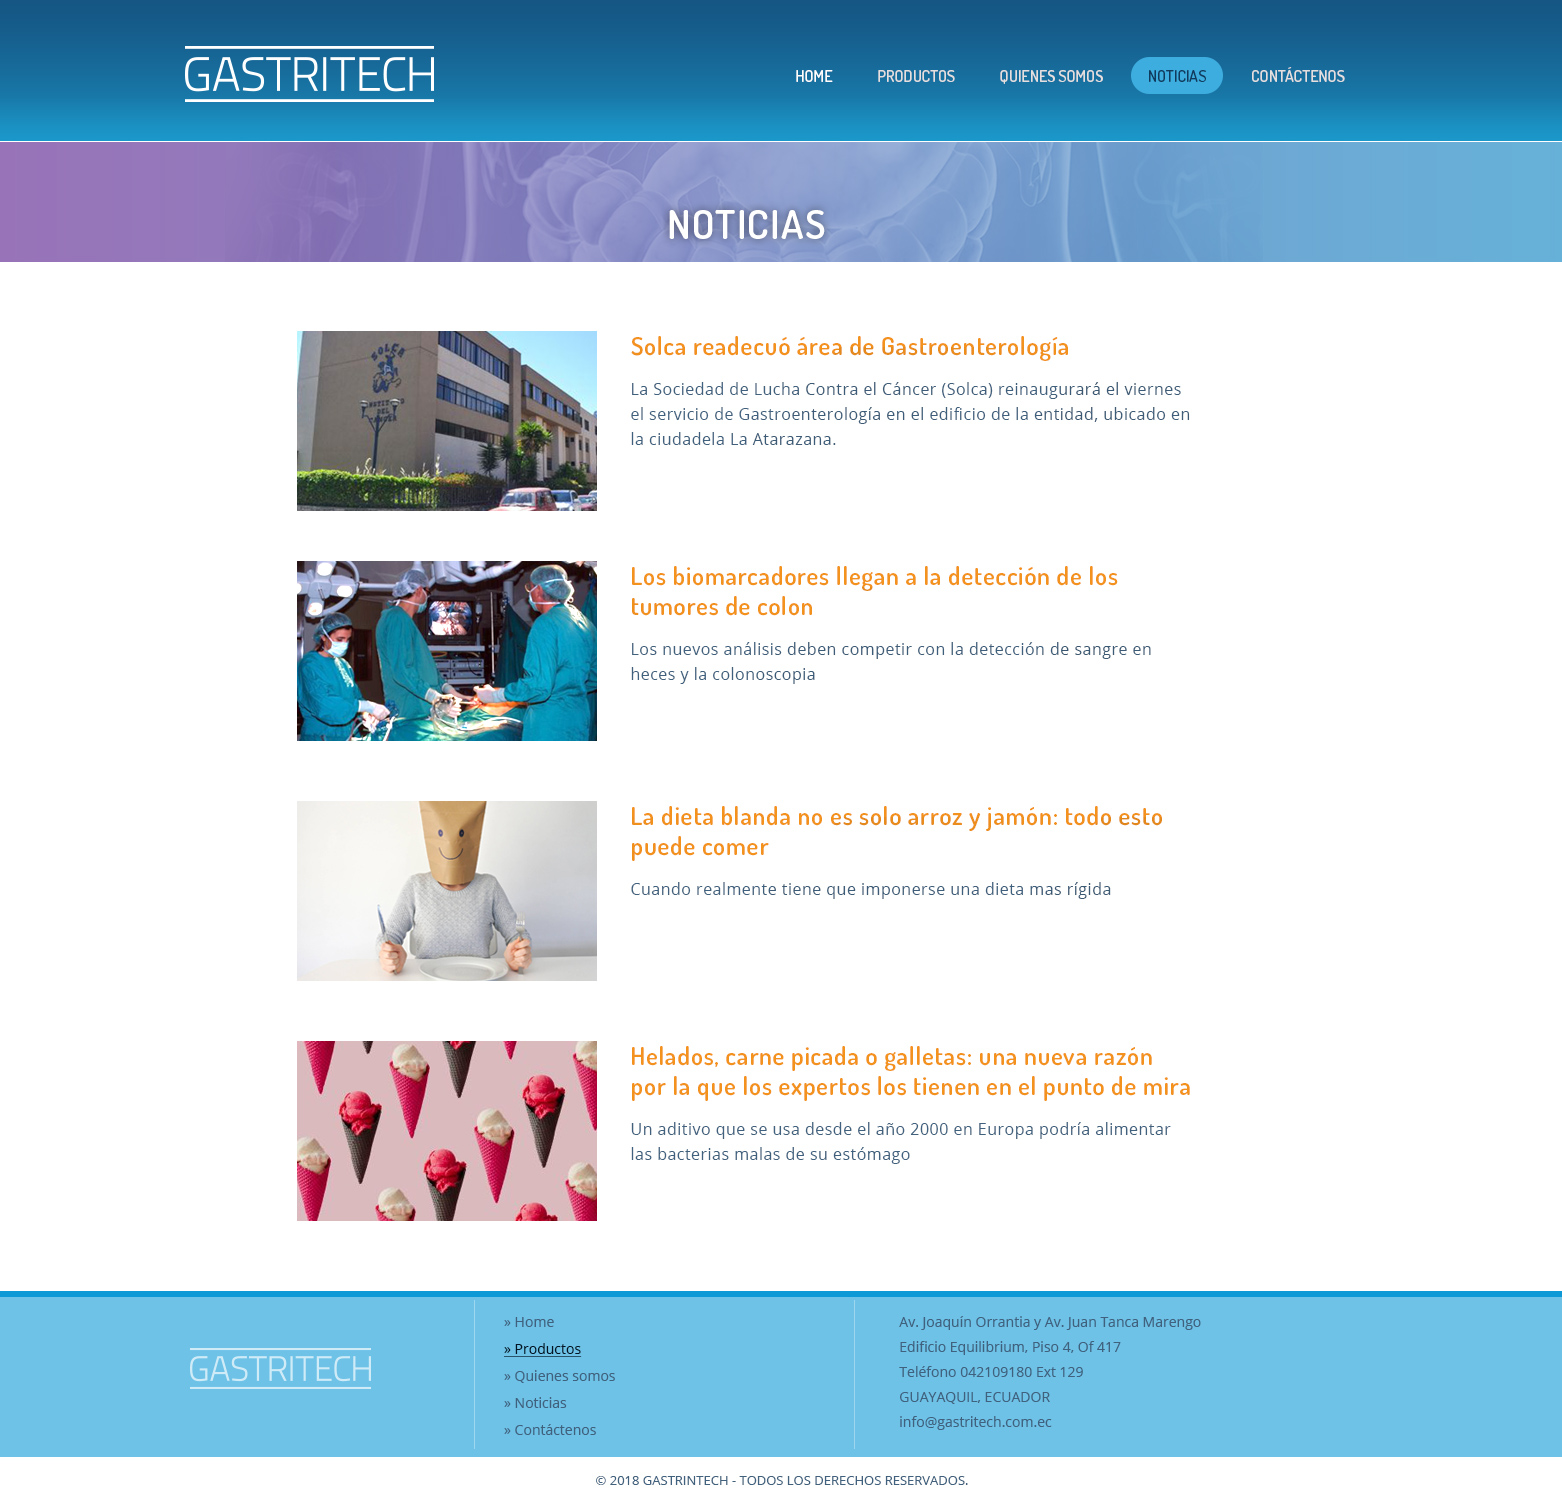 GASTRITECH
HOME
PRODUCTOS
QUIENES SOMOS
NOTICIAS
CONTÁCTENOS
NOTICIAS
SOLCA
Solca readecuó área de Gastroenterología
La Sociedad de Lucha Contra el Cáncer (Solca) reinaugurará el viernes
el servicio de Gastroenterología en el edificio de la entidad, ubicado en
la ciudadela La Atarazana.
Los biomarcadores llegan a la detección de los
tumores de colon
Los nuevos análisis deben competir con la detección de sangre en
heces y la colonoscopia
La dieta blanda no es solo arroz y jamón: todo esto
puede comer
Cuando realmente tiene que imponerse una dieta mas rígida
Helados, carne picada o galletas: una nueva razón
por la que los expertos los tienen en el punto de mira
Un aditivo que se usa desde el año 2000 en Europa podría alimentar
las bacterias malas de su estómago
GASTRITECH
» Home
» Productos
» Quienes somos
» Noticias
» Contáctenos
Av. Joaquín Orrantia y Av. Juan Tanca Marengo
Edificio Equilibrium, Piso 4, Of 417
Teléfono 042109180 Ext 129
GUAYAQUIL, ECUADOR
info@gastritech.com.ec
© 2018 GASTRINTECH - TODOS LOS DERECHOS RESERVADOS.